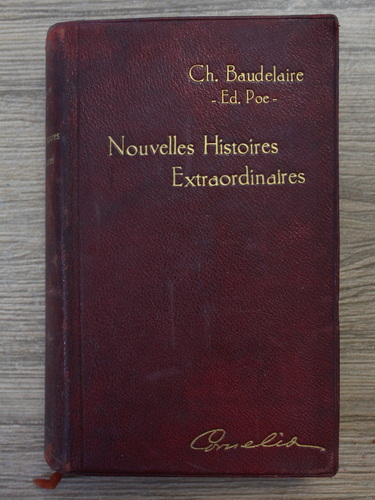 Ch. Baudelaire
- Ed. Poe -
Nouvelles Histoires
Extraordinaires
Cornelia